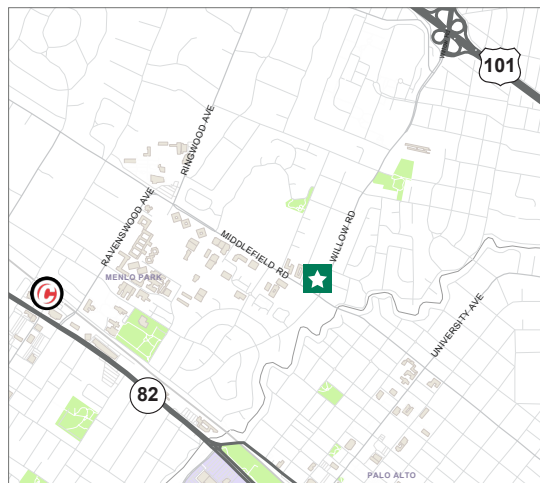 101
RINGWOOD AVE
RAVENSWOOD AVE
WILLOW RD
MIDDLEFIELD RD
MENLO PARK
UNIVERSITY AVE
82
PALO ALTO